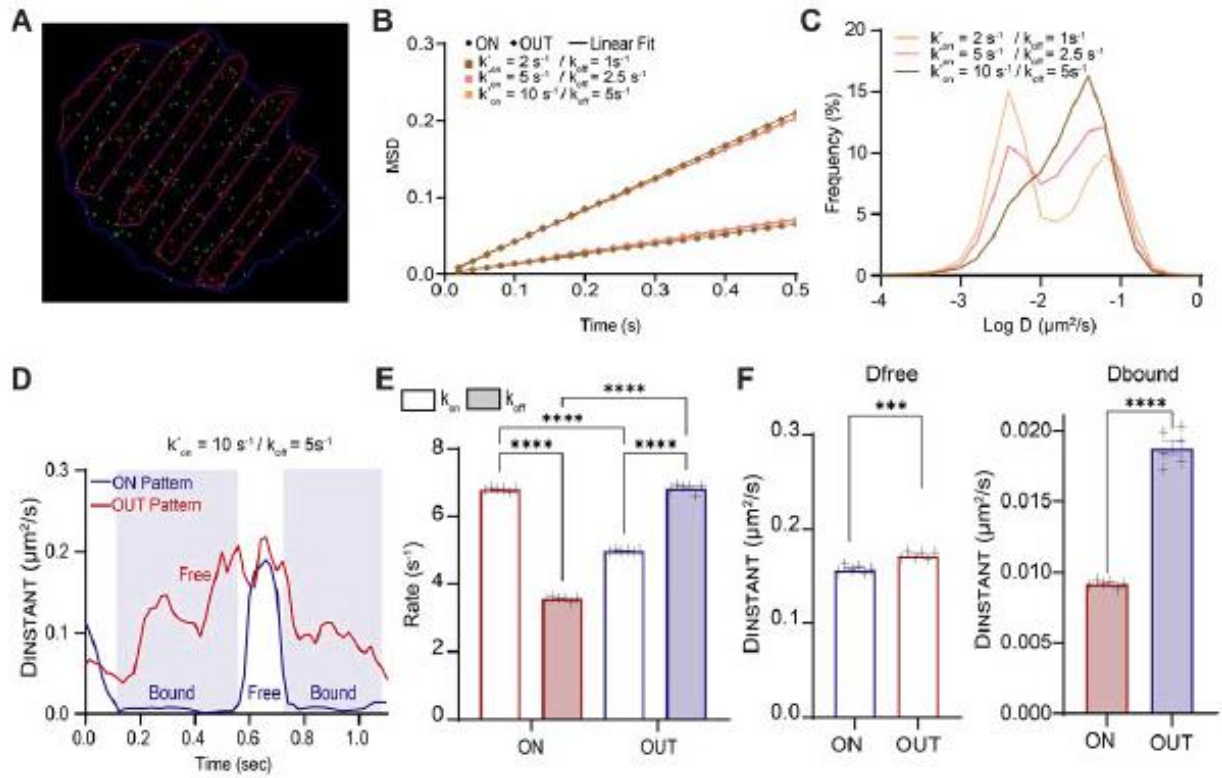 A
B
0.3
0.2
0.1
0.0
MSD
ON OUT Linear Fit
k'on = 2 s-1 / koff = 1s-1
k'on = 5 s-1 / koff = 2.5 s-1
k'on = 10 s-1 / koff = 5s-1
0.0 0.1 0.2 0.3 0.4 0.5
Time (s)
C
20
15
10
5
0
Frequency (%)
k'on = 2 s-1 / koff = 1s-1
k'on = 5 s-1 / koff = 2.5 s-1
k'on = 10 s-1 / koff = 5s-1
-4 -3 -2 -1 0
Log D (µm²/s)
D
k'on = 10 s-1 / koff = 5s-1
0.3
0.2
0.1
0.0
DINSTANT (µm²/s)
ON Pattern
OUT Pattern
Free
Bound Free Bound
0.0 0.2 0.4 0.6 0.8 1.0
Time (sec)
E
kon koff
****
****
**** ****
8
6
4
2
0
Rate (s-1)
ON OUT
F
Dfree
***
0.3
0.2
0.1
0.0
DINSTANT (µm²/s)
ON OUT
Dbound
****
0.020
0.015
0.010
0.005
0.000
DINSTANT (µm²/s)
ON OUT